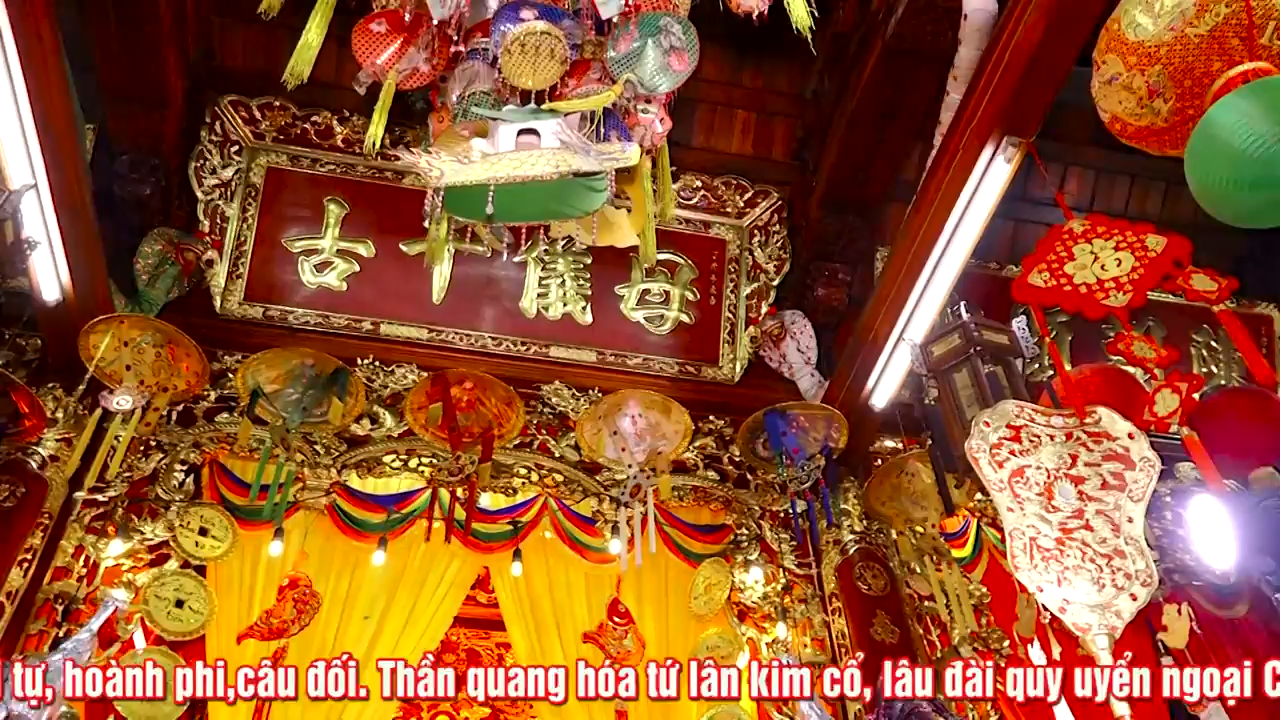 古千儀母
福
l tự, hoành phi,câu đối. Thần quang hóa tứ lân kim cổ, lâu đài quy uyển ngoại C